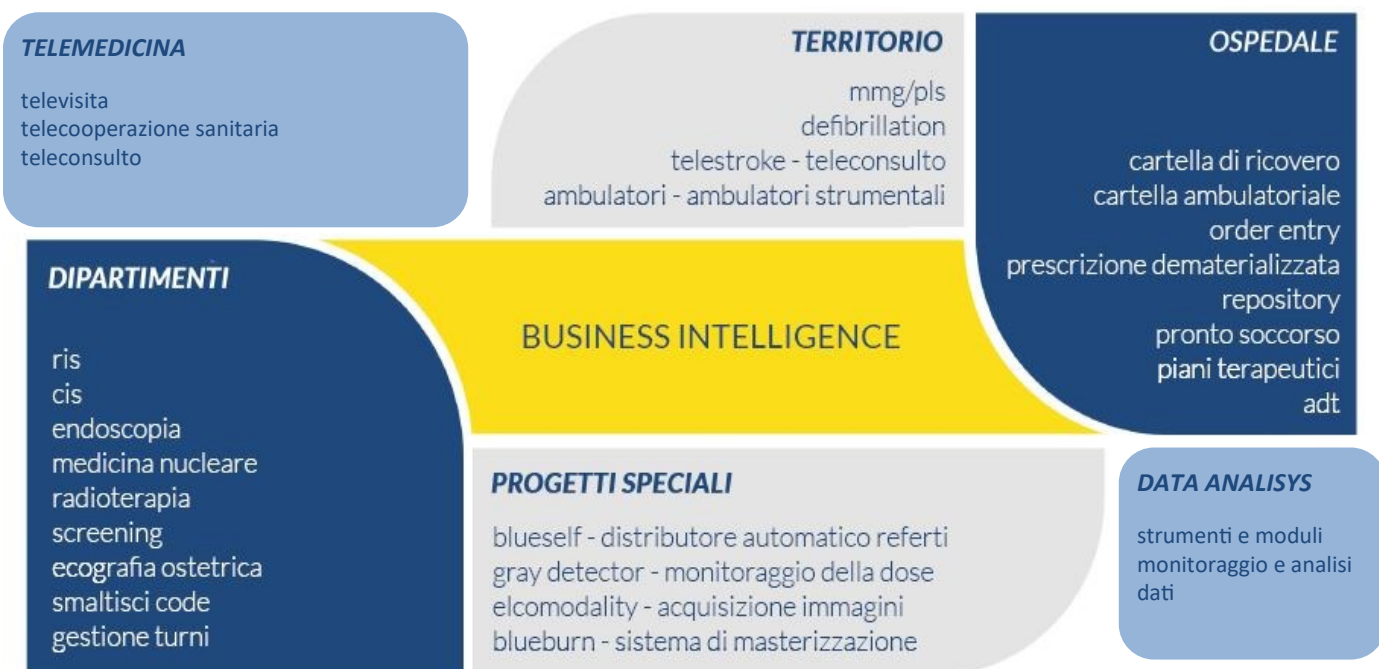 TELEMEDICINA
televisita
telecooperazione sanitaria
teleconsulto
TERRITORIO
mmg/pls
defibrillation
telestroke - teleconsulto
ambulatori - ambulatori strumentali
OSPEDALE
cartella di ricovero
cartella ambulatoriale
order entry
prescrizione dematerializzata
repository
pronto soccorso
piani terapeutici
adt
DIPARTIMENTI
ris
cis
endoscopia
medicina nucleare
radioterapia
screening
ecografia ostetrica
smaltisci code
gestione turni
BUSINESS INTELLIGENCE
PROGETTI SPECIALI
blueself - distributore automatico referti
gray detector - monitoraggio della dose
elcomodality - acquisizione immagini
blueburn - sistema di masterizzazione
DATA ANALISYS
strumenti e moduli
monitoraggio e analisi
dati